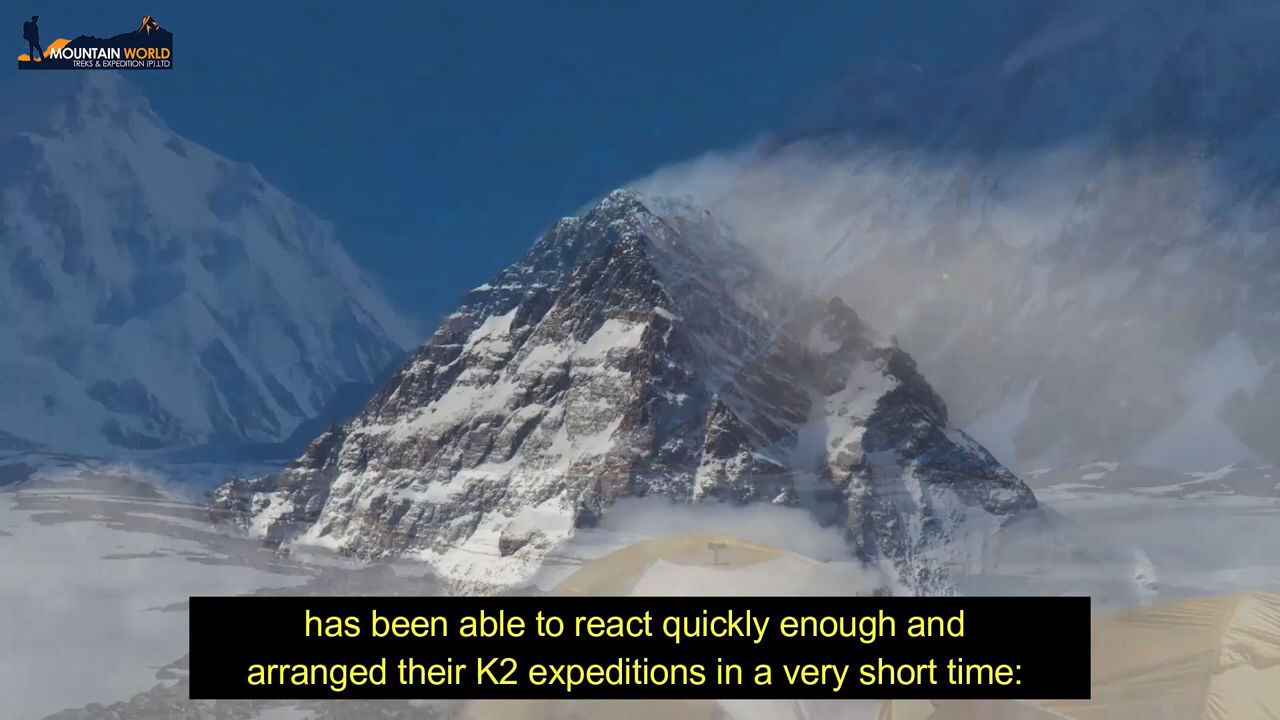 MOUNTAIN WORLD
TREKS & EXPEDITION (P).LTD
has been able to react quickly enough and
arranged their K2 expeditions in a very short time: